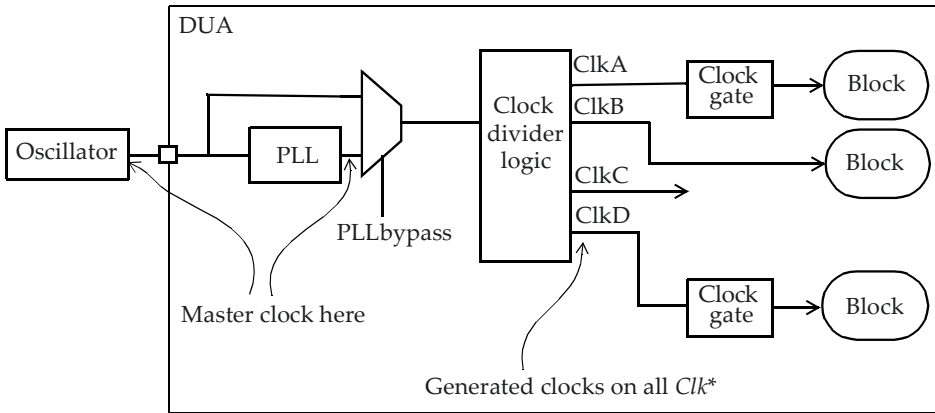 DUA
ClkA
Clock
gate
Block
ClkB
Clock
divider
logic
Oscillator
PLL
Block
ClkC
ClkD
PLLbypass
Clock
gate
Block
Master clock here
Generated clocks on all Clk*